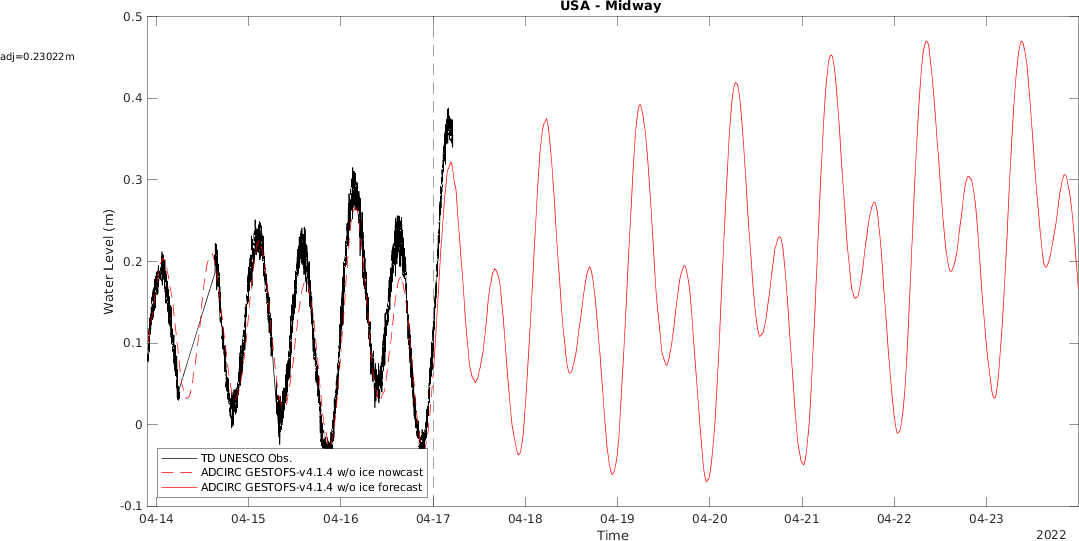 USA - Midway
adj=0.23022m
0.5
0.4
0.3
0.2
0.1
0
-0.1
Water Level (m)
TD UNESCO Obs.
ADCIRC GESTOFS-v4.1.4 w/o ice nowcast
ADCIRC GESTOFS-v4.1.4 w/o ice forecast
04-14 04-15 04-16 04-17 04-18 04-19 04-20 04-21 04-22 04-23
Time
2022